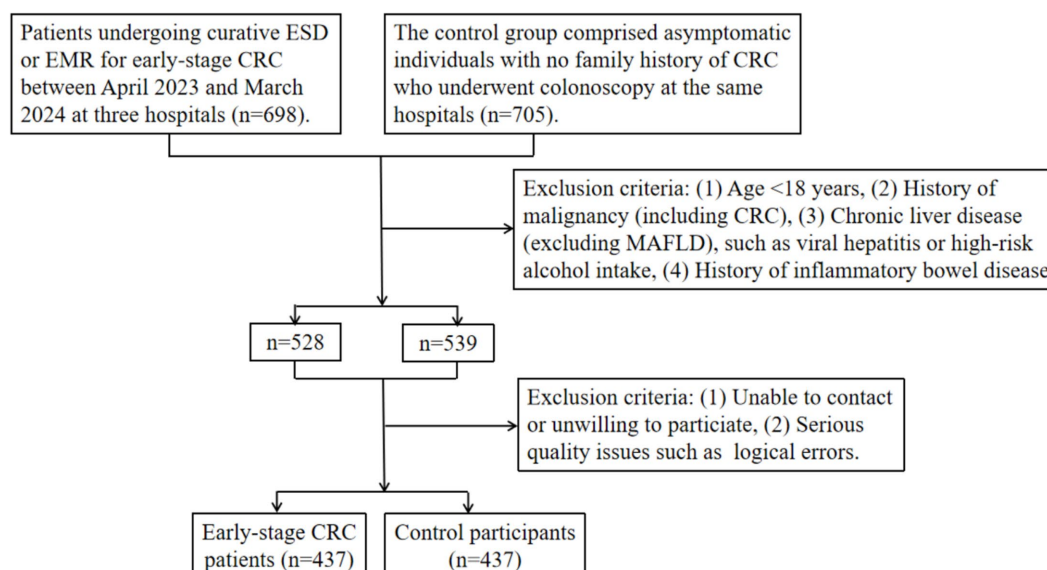 Patients undergoing curative ESD
or EMR for early-stage CRC
between April 2023 and March
2024 at three hospitals (n=698).
The control group comprised asymptomatic
individuals with no family history of CRC
who underwent colonoscopy at the same
hospitals (n=705).
Exclusion criteria: (1) Age <18 years, (2) History of
malignancy (including CRC), (3) Chronic liver disease
(excluding MAFLD), such as viral hepatitis or high-risk
alcohol intake, (4) History of inflammatory bowel disease
n=528
n=539
Exclusion criteria: (1) Unable to contact
or unwilling to particiate, (2) Serious
quality issues such as logical errors.
Early-stage CRC
patients (n=437)
Control participants
(n=437)